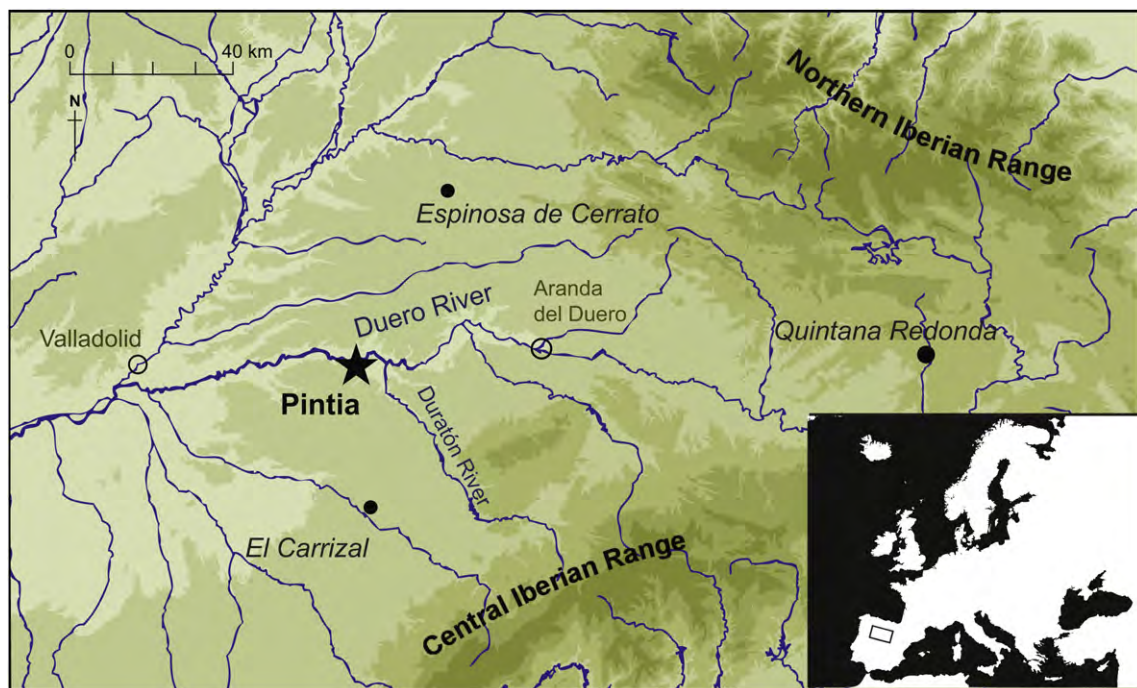 0 40 km
N
Northern Iberian Range
Espinosa de Cerrato
Duero River
Aranda
del Duero
Valladolid
Quintana Redonda
Pintia
Duratón River
El Carrizal
Central Iberian Range